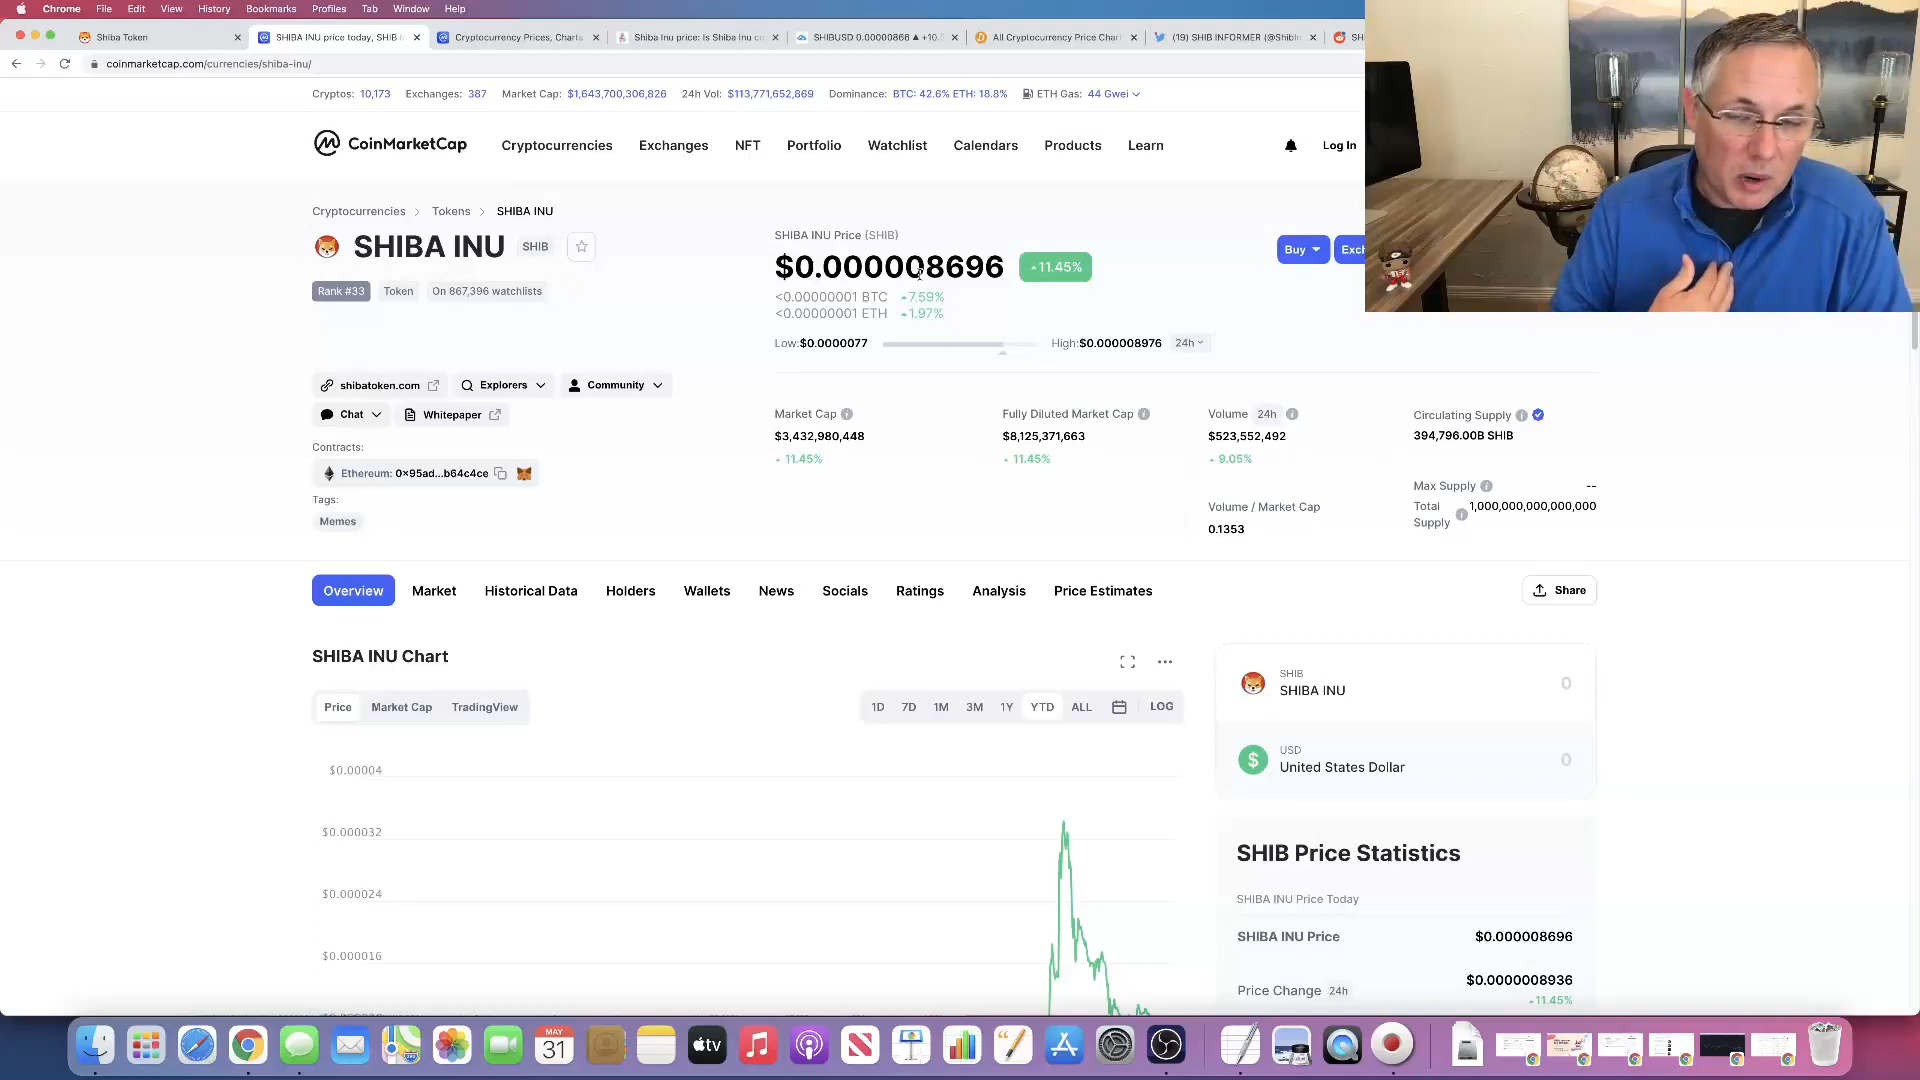 Chrome File Edit View History Bookmarks Profiles Tab Window Help
Shiba Token
SHIBA INU price today, SHIB
Cryptocurrency Prices, Charts
Shiba Inu price: Is Shiba Inu
SHIBUSD 0.00000866 ▲ +10.
All Cryptocurrency Price Char
(19) SHIB INFORMER (@ShibIn
SH
coinmarketcap.com/currencies/shiba-inu/
Cryptos: 10,173 Exchanges: 387 Market Cap: $1,643,700,306,826 24h Vol: $113,771,652,869 Dominance: BTC: 42.6% ETH: 18.8% ETH Gas: 44 Gwei
CoinMarketCap Cryptocurrencies Exchanges NFT Portfolio Watchlist Calendars Products Learn Log In
Cryptocurrencies > Tokens > SHIBA INU
SHIBA INU SHIB
Rank #33 Token On 867,396 watchlists
SHIBA INU Price (SHIB)
$0.000008696 11.45%
<0.00000001 BTC 7.59%
<0.00000001 ETH 1.97%
Low:$0.0000077 High:$0.000008976 24h
Buy Exc
shibatoken.com Explorers Community
Chat Whitepaper
Contracts:
Ethereum: 0x95ad...b64c4ce
Tags:
Memes
Market Cap
$3,432,980,448
11.45%
Fully Diluted Market Cap
$8,125,371,663
11.45%
Volume 24h
$523,552,492
9.05%
Volume / Market Cap
0.1353
Circulating Supply
394,796.00B SHIB
Max Supply --
Total Supply 1,000,000,000,000,000
Overview Market Historical Data Holders Wallets News Socials Ratings Analysis Price Estimates Share
SHIBA INU Chart
Price Market Cap TradingView 1D 7D 1M 3M 1Y YTD ALL LOG
$0.00004
$0.000032
$0.000024
$0.000016
SHIB
SHIBA INU 0
USD
United States Dollar 0
SHIB Price Statistics
SHIBA INU Price Today
SHIBA INU Price $0.000008696
Price Change 24h $0.0000008936
11.45%
MAY
31
tv